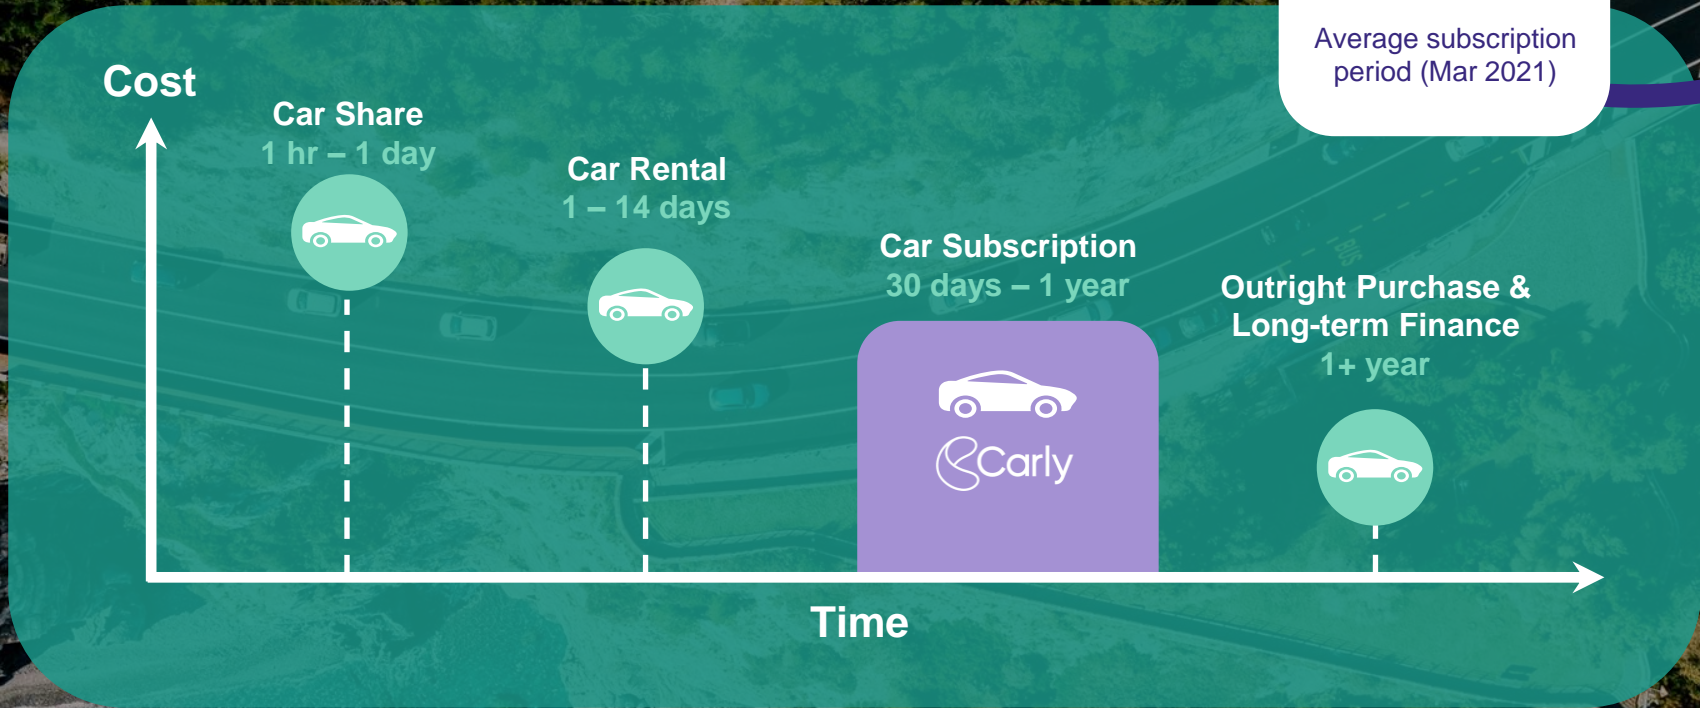 Average subscription
period (Mar 2021)
Cost
Car Share
1 hr – 1 day
Car Rental
1 – 14 days
Car Subscription
30 days – 1 year
Outright Purchase &
Long-term Finance
1+ year
Carly
BUS
Time